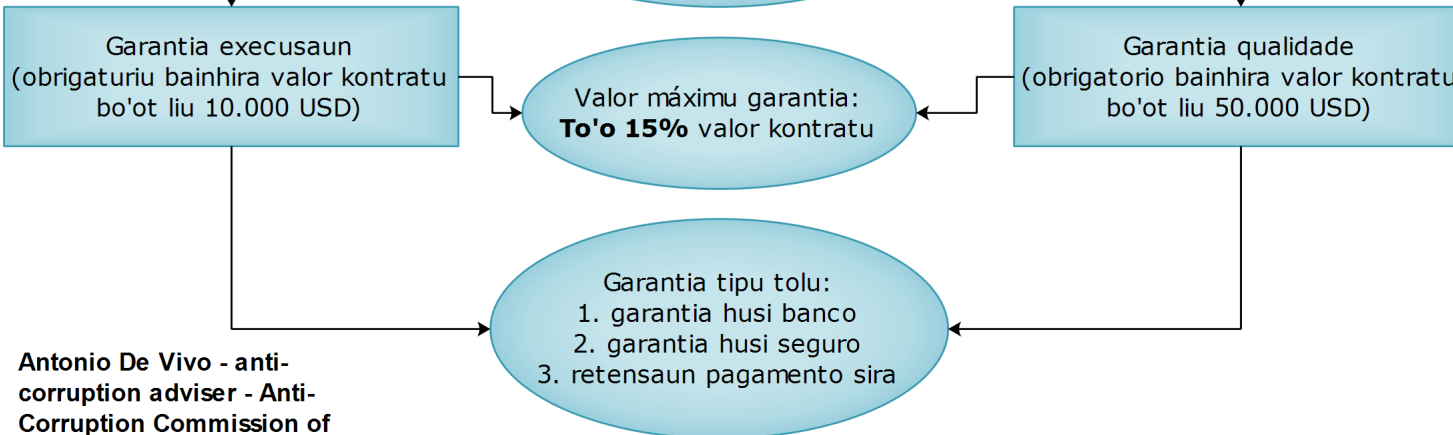 Garantia execusaun
(obrigaturiu bainhira valor kontratu
bo'ot liu 10.000 USD)
Valor máximu garantia:
To'o 15% valor kontratu
Garantia qualidade
(obrigatorio bainhira valor kontratu
bo'ot liu 50.000 USD)
Garantia tipu tolu:
1. garantia husi banco
2. garantia husi seguro
3. retensaun pagamento sira
Antonio De Vivo - anti-
corruption adviser - Anti-
Corruption Commission of